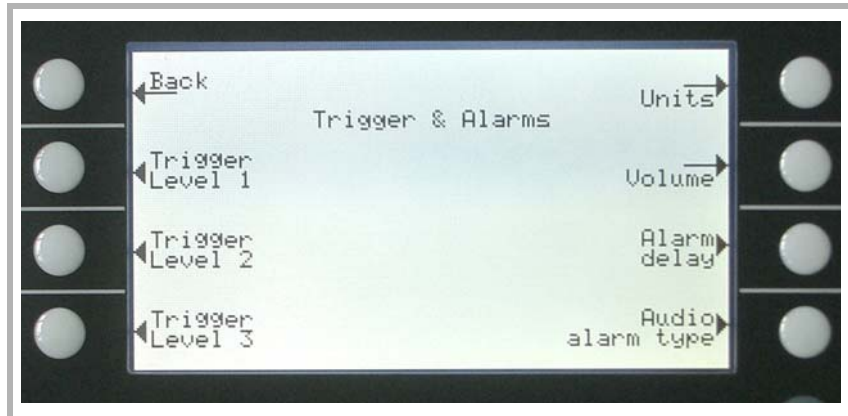 Back
Units
Trigger & Alarms
Trigger
Level 1
Volume
Trigger
Level 2
Alarm
delay
Trigger
Level 3
Audio
alarm type